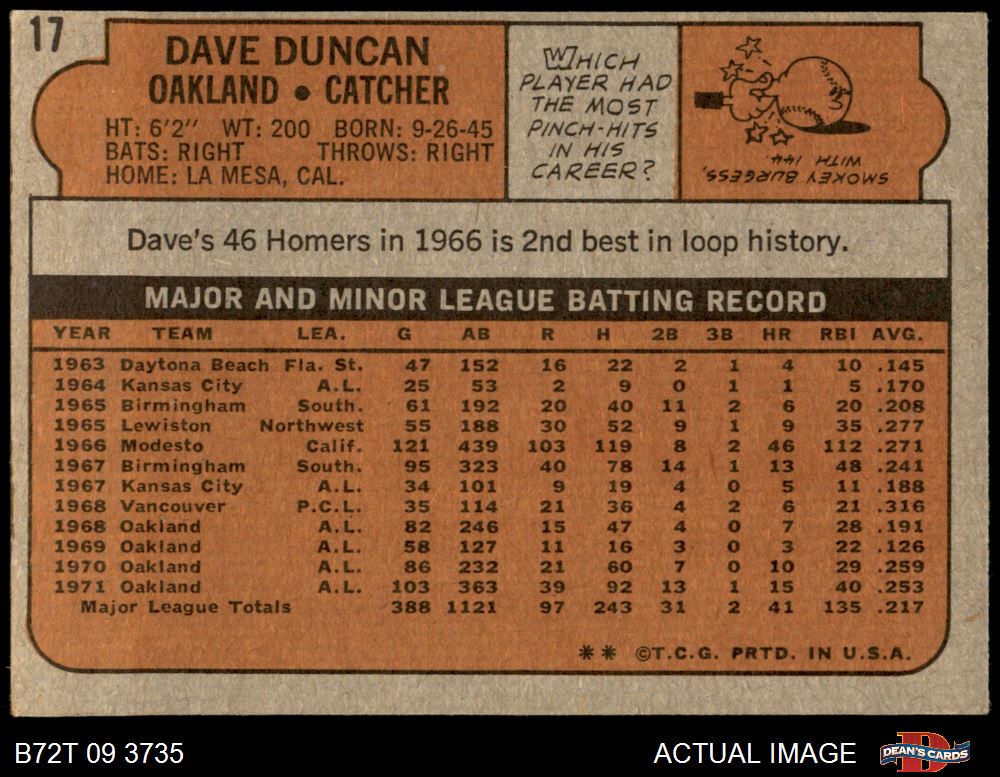 17
DAVE DUNCAN
OAKLAND • CATCHER
HT: 6'2" WT: 200 BORN: 9-26-45
BATS: RIGHT THROWS: RIGHT
HOME: LA MESA, CAL.
WHICH
PLAYER HAD
THE MOST
PINCH-HITS
IN HIS
CAREER?
SMOKEY BURGESS,
WITH 144.
Dave's 46 Homers in 1966 is 2nd best in loop history.
MAJOR AND MINOR LEAGUE BATTING RECORD
YEAR TEAM LEA. G AB R H 2B 3B HR RBI AVG.
1963 Daytona Beach Fla. St. 47 152 16 22 2 1 4 10 .145
1964 Kansas City A.L. 25 53 2 9 0 1 1 5 .170
1965 Birmingham South. 61 192 20 40 11 2 6 20 .208
1965 Lewiston Northwest 55 188 30 52 9 1 9 35 .277
1966 Modesto Calif. 121 439 103 119 8 2 46 112 .271
1967 Birmingham South. 95 323 40 78 14 1 13 48 .241
1967 Kansas City A.L. 34 101 9 19 4 0 5 11 .188
1968 Vancouver P.C.L. 35 114 21 36 4 2 6 21 .316
1968 Oakland A.L. 82 246 15 47 4 0 7 28 .191
1969 Oakland A.L. 58 127 11 16 3 0 3 22 .126
1970 Oakland A.L. 86 232 21 60 7 0 10 29 .259
1971 Oakland A.L. 103 363 39 92 13 1 15 40 .253
Major League Totals 388 1121 97 243 31 2 41 135 .217
** ©T.C.G. PRTD. IN U.S.A.
B72T 09 3735
ACTUAL IMAGE
DEAN'S CARDS